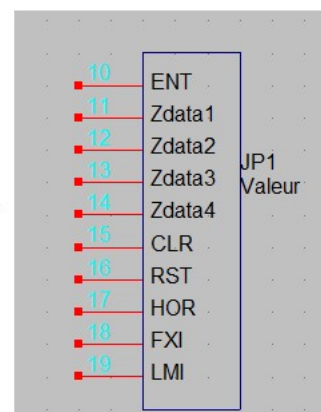 10 ENT
11 Zdata1
12 Zdata2
13 Zdata3
14 Zdata4
15 CLR
16 RST
17 HOR
18 FXI
19 LMI
JP1
Valeur